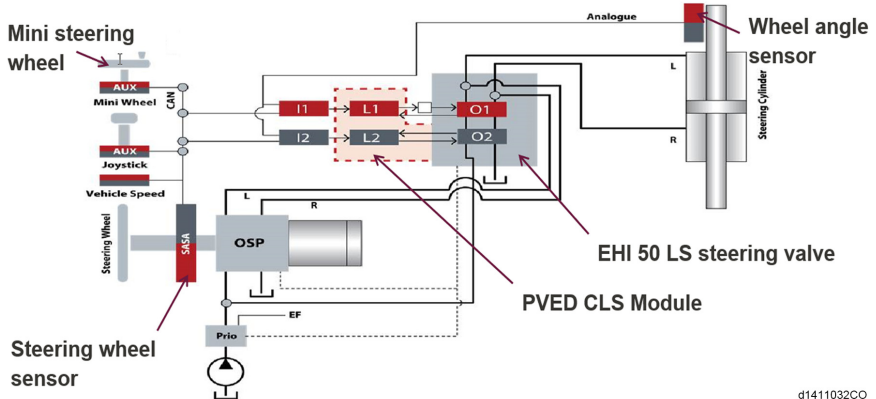 Mini steering
wheel
AUX
Mini Wheel
CAN
AUX
Joystick
Vehicle Speed
Steering Wheel
SASA
OSP
L
R
I1
L1
O1
I2
L2
O2
Analogue
Wheel angle
sensor
L
R
Steering Cylinder
EHI 50 LS steering valve
PVED CLS Module
EF
Prio
Steering wheel
sensor
d1411032CO